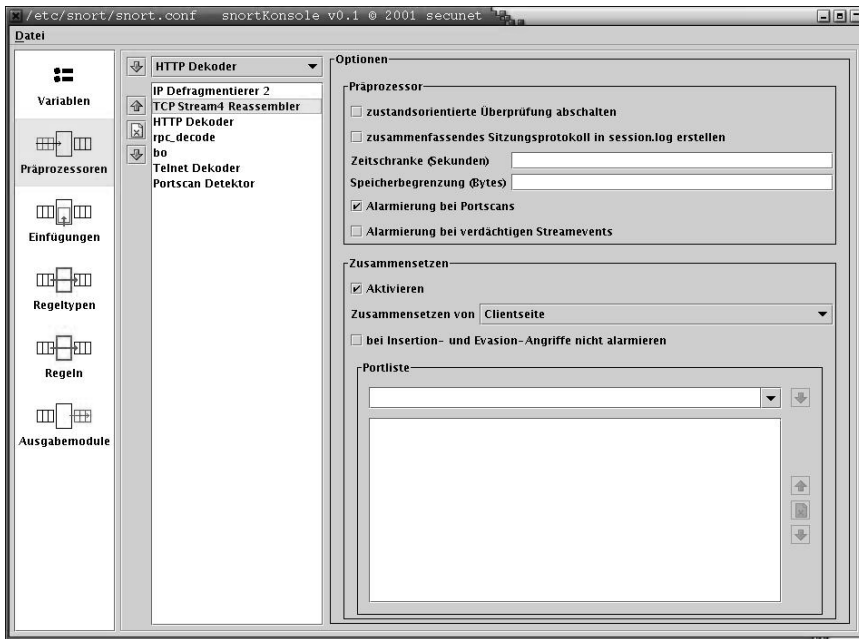 /etc/snort/snort.conf snortKonsole v0.1 © 2001 secunet
Datei
Variablen
Präprozessoren
Einfügungen
Regeltypen
Regeln
Ausgabemodule
HTTP Dekoder
IP Defragmentierer 2
TCP Stream4 Reassembler
HTTP Dekoder
rpc_decode
bo
Telnet Dekoder
Portscan Detektor
Optionen
Präprozessor
zustandsorientierte Überprüfung abschalten
zusammenfassendes Sitzungsprotokoll in session.log erstellen
Zeitschranke (Sekunden)
Speicherbegrenzung (Bytes)
Alarmierung bei Portscans
Alarmierung bei verdächtigen Streamevents
Zusammensetzen
Aktivieren
Zusammensetzen von Clientseite
bei Insertion- und Evasion-Angriffe nicht alarmieren
Portliste